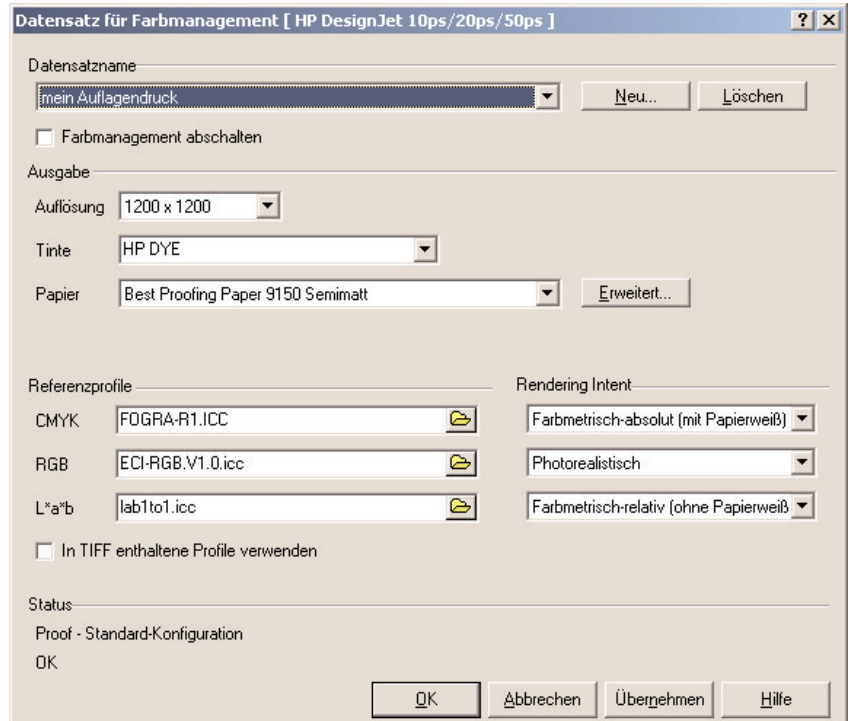 Datensatz für Farbmanagement [ HP DesignJet 10ps/20ps/50ps ]
Datensatzname
mein Auflagendruck
Neu...
Löschen
Farbmanagement abschalten
Ausgabe
Auflösung 1200 x 1200
Tinte HP DYE
Papier Best Proofing Paper 9150 Semimatt Erweitert...
Referenzprofile Rendering Intent
CMYK FOGRA-R1.ICC Farbmetrisch-absolut (mit Papierweiß)
RGB ECI-RGB.V1.0.icc Photorealistisch
L*a*b lab1to1.icc Farbmetrisch-relativ (ohne Papierweiß
In TIFF enthaltene Profile verwenden
Status
Proof - Standard-Konfiguration
OK
OK Abbrechen Übernehmen Hilfe